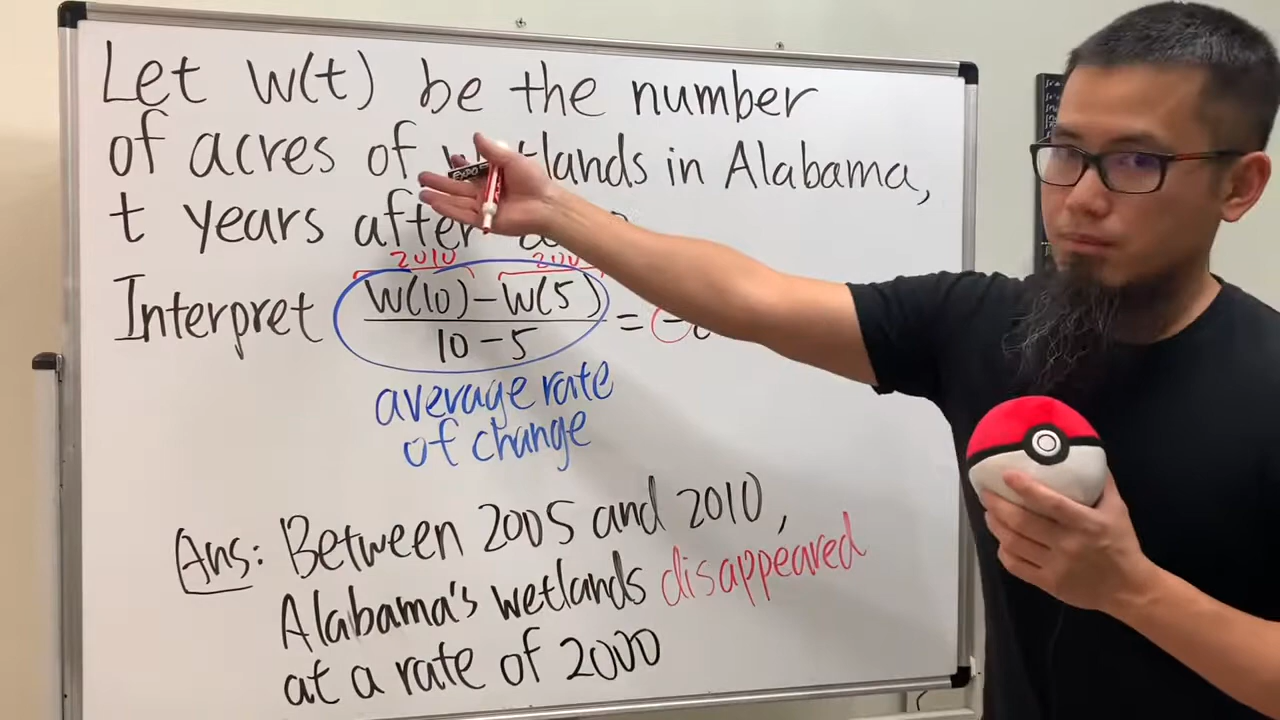 Let W(t) be the number
of acres of wetlands in Alabama,
t years after
2010
Interpret W(10) - W(5)
10 - 5
= -
average rate
of change
Ans: Between 2005 and 2010,
Alabama's wetlands disappeared
at a rate of 2000
EXPO